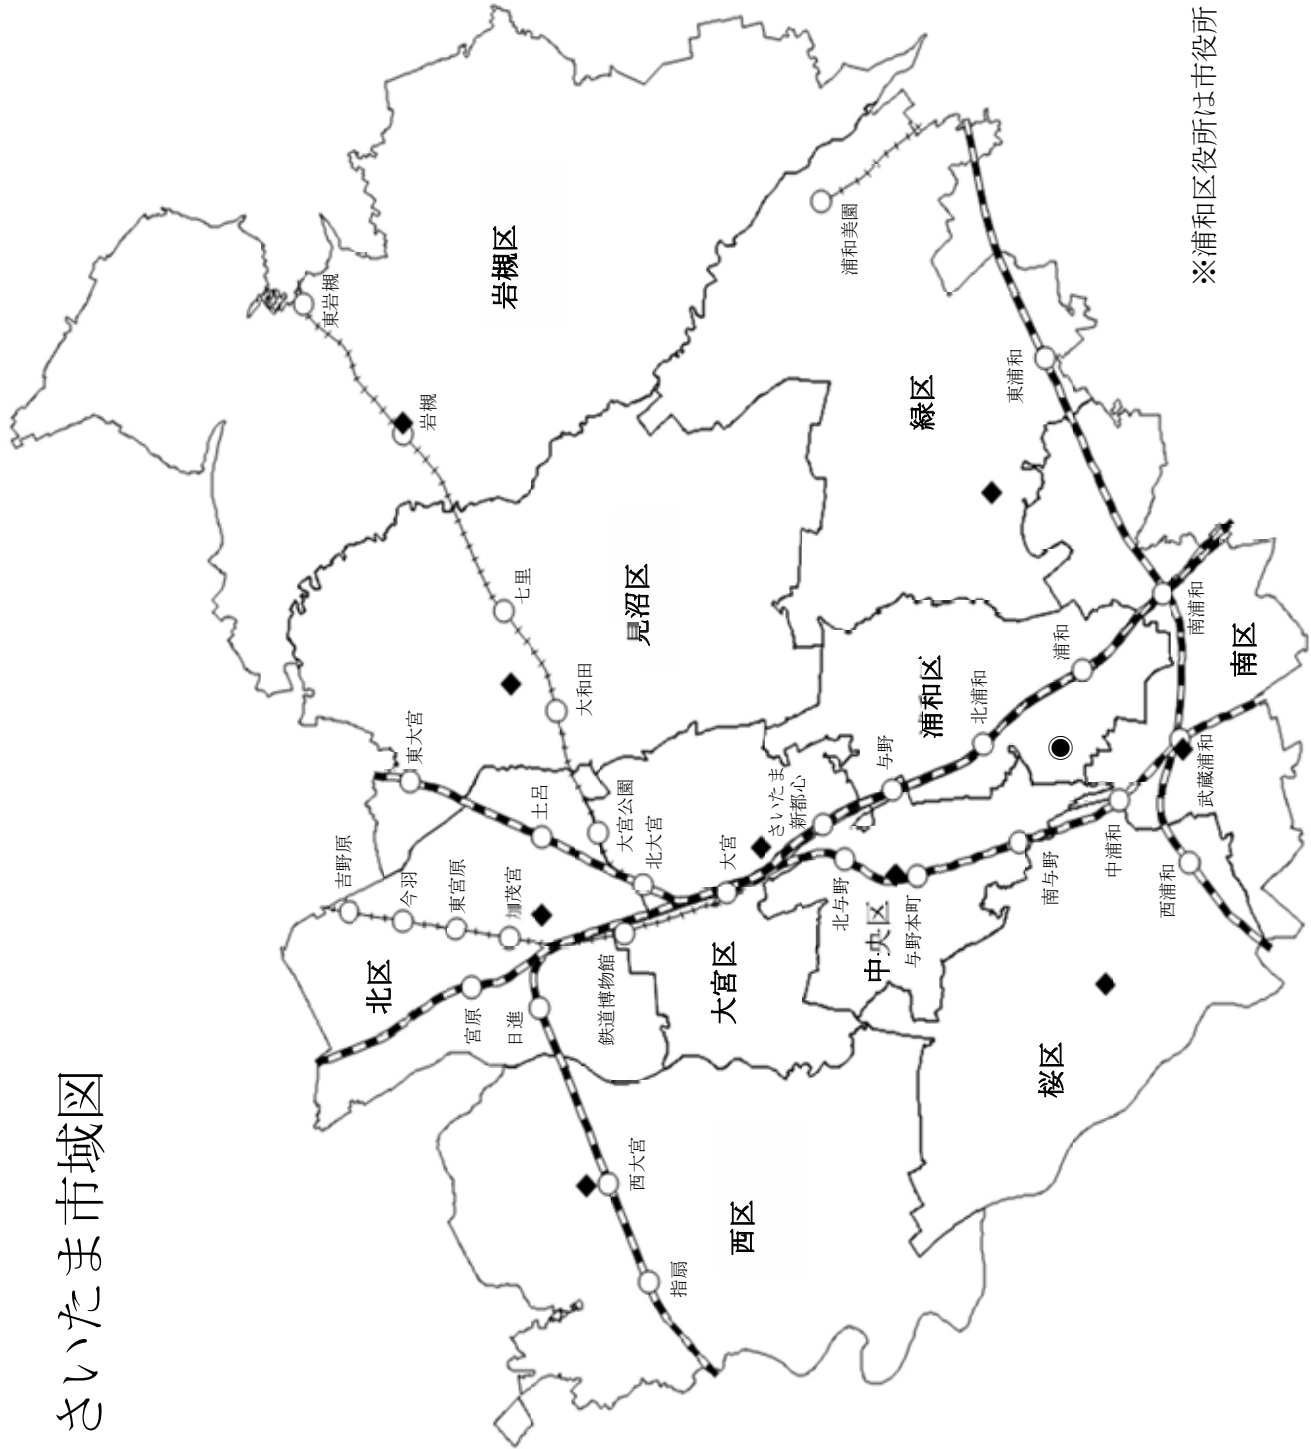 さいたま市域図
岩槻区
東岩槻
岩槻
浦和美園
緑区
東浦和
見沼区
七里
大和田
東大宮
土呂
大宮公園
北大宮
吉野原
今羽
東宮原
加茂宮
北区
宮原
日進
鉄道博物館
大宮区
大宮
さいたま
新都心
与野
浦和区
北浦和
浦和
南浦和
南区
武蔵浦和
中浦和
西浦和
南与野
北与野
中央区
与野本町
桜区
西区
西大宮
指扇
※浦和区役所は市役所